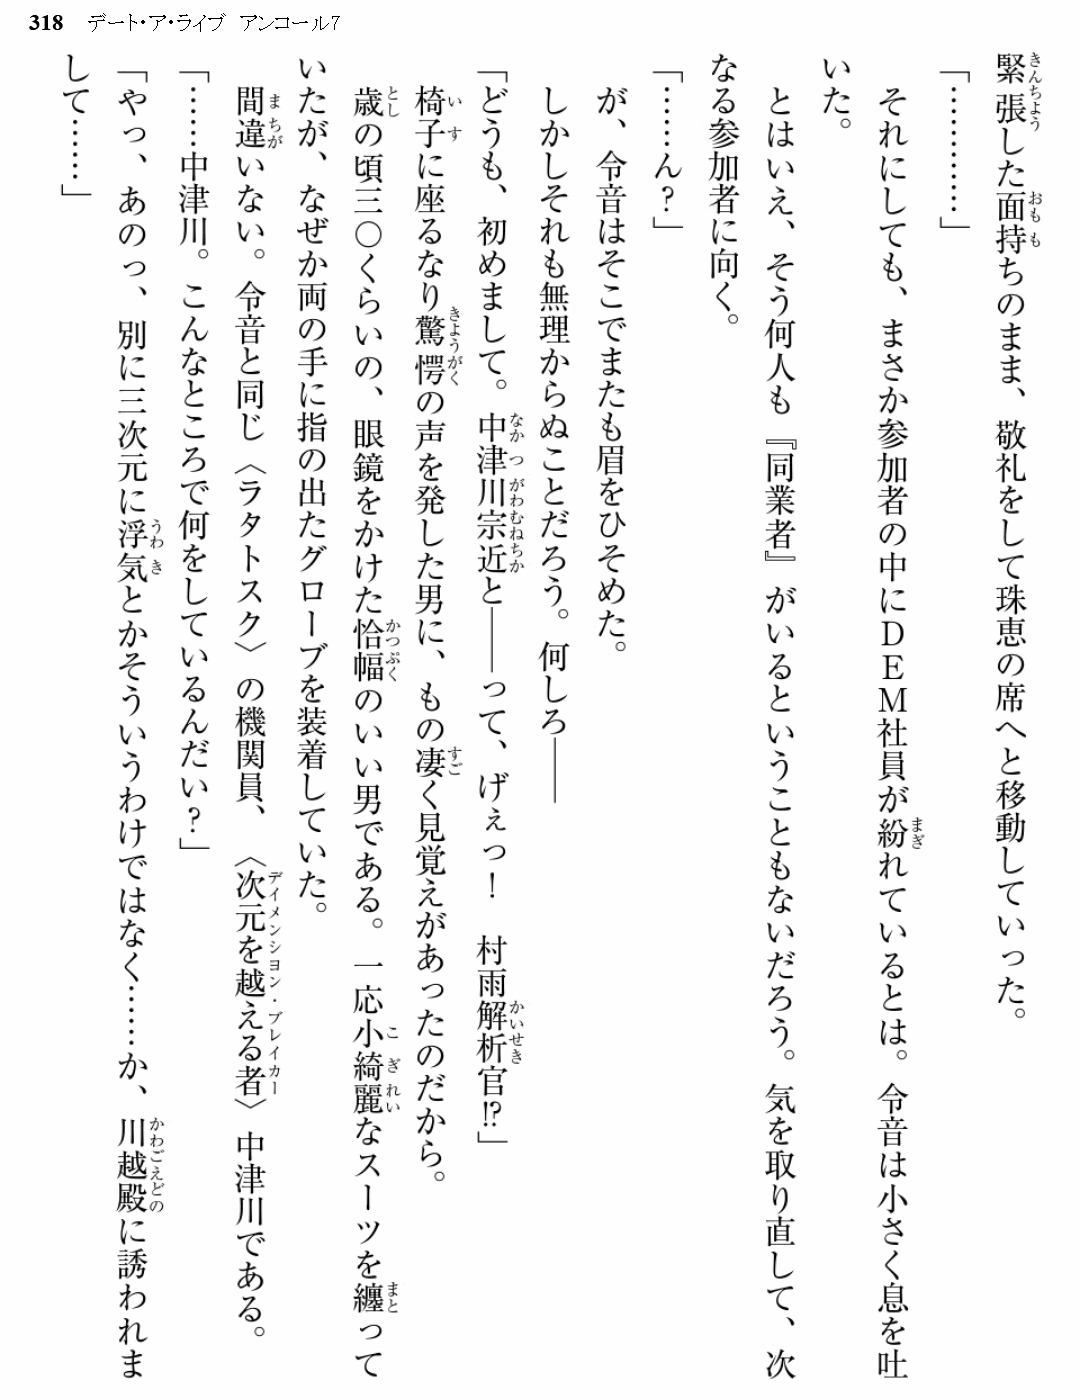 318 デート・ア・ライブ アンコール7
緊張した面持ちのまま、敬礼をして珠恵の席へと移動していった。
「…………」
それにしても、まさか参加者の中にＤＥＭ社員が紛れているとは。令音は小さく息を吐
いた。
とはいえ、そう何人も『同業者』がいるということもないだろう。気を取り直して、次
なる参加者に向く。
「……ん？」
が、令音はそこでまたも眉をひそめた。
しかしそれも無理からぬことだろう。何しろ――
「どうも、初めまして。中津川宗近と――って、げぇっ！　村雨解析官!?」
椅子に座るなり驚愕の声を発した男に、もの凄く見覚えがあったのだから。
歳の頃三〇くらいの、眼鏡をかけた恰幅のいい男である。一応小綺麗なスーツを纏って
いたが、なぜか両の手に指の出たグローブを装着していた。
間違いない。令音と同じ〈ラタトスク〉の機関員、〈次元を越える者〉中津川である。
「……中津川。こんなところで何をしているんだい？」
「やっ、あのっ、別に三次元に浮気とかそういうわけではなく……か、川越殿に誘われま
して……」